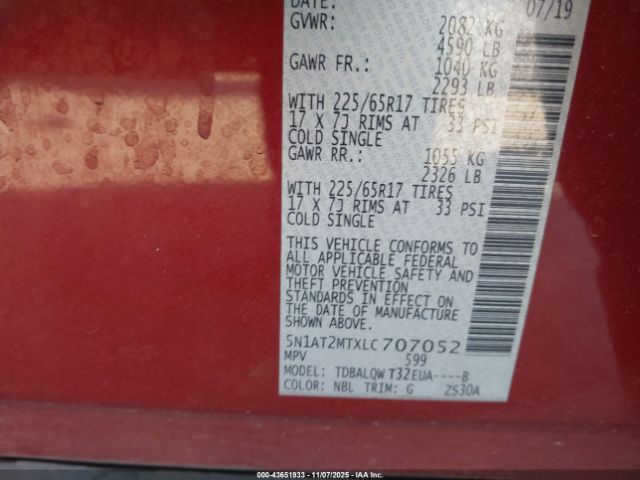 DATE: 07/19
GVWR: 2082 KG
4590 LB
GAWR FR.: 1040 KG
2293 LB
WITH 225/65R17 TIRES
17 X 7J RIMS AT 33 PSI
COLD SINGLE
GAWR RR.: 1055 KG
2326 LB
WITH 225/65R17 TIRES
17 X 7J RIMS AT 33 PSI
COLD SINGLE
THIS VEHICLE CONFORMS TO
ALL APPLICABLE FEDERAL
MOTOR VEHICLE SAFETY AND
THEFT PREVENTION
STANDARDS IN EFFECT ON
THE DATE OF MANUFACTURE
SHOWN ABOVE.
5N1AT2MTXLC707052
MPV 599
MODEL: TDBALQW T32EUA----B
COLOR: NBL TRIM: G ZS30A
000-43651933 | 11/07/2025 | Copyright © IAA, Inc.